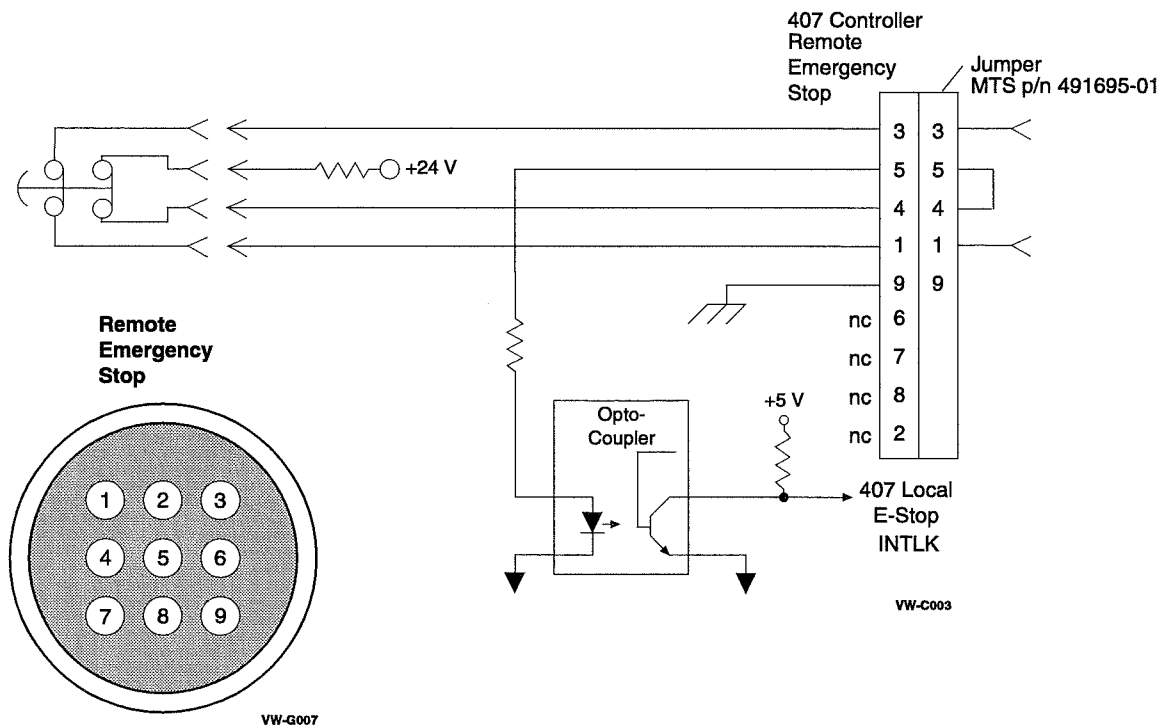 407 Controller
Remote
Emergency
Stop
Jumper
MTS p/n 491695-01
3 3
+24 V
5 5
4 4
1 1
9 9
nc 6
nc 7
nc 8
nc 2
Remote
Emergency
Stop
Opto-
Coupler
+5 V
407 Local
E-Stop
INTLK
VW-C003
1 2 3
4 5 6
7 8 9
VW-G007